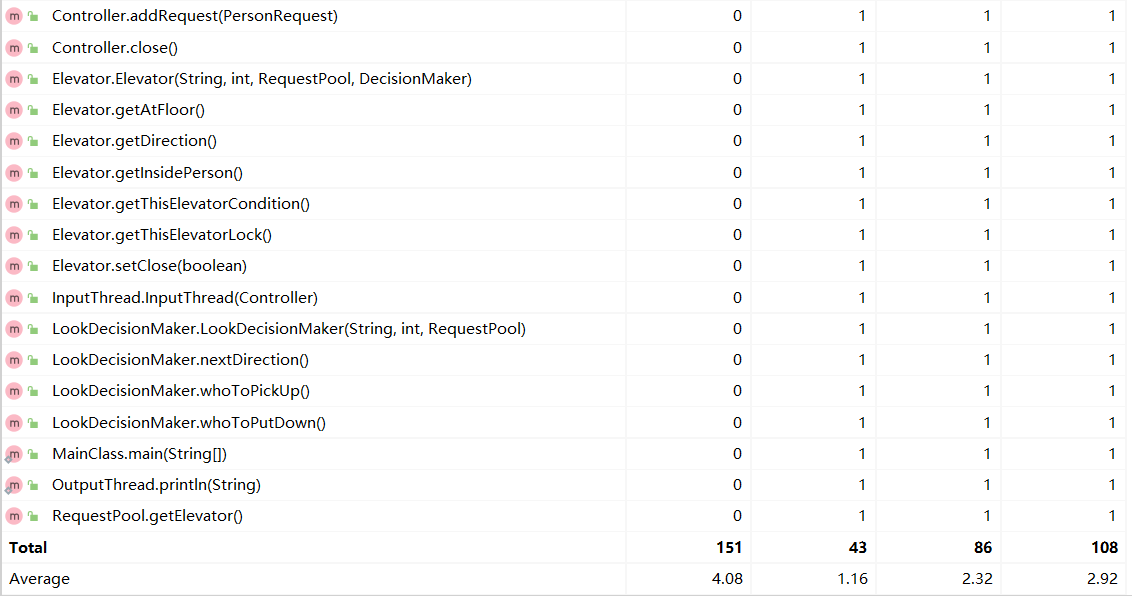 m Controller.addRequest(PersonRequest) 0 1 1 1
m Controller.close() 0 1 1 1
m Elevator.Elevator(String, int, RequestPool, DecisionMaker) 0 1 1 1
m Elevator.getAtFloor() 0 1 1 1
m Elevator.getDirection() 0 1 1 1
m Elevator.getInsidePerson() 0 1 1 1
m Elevator.getThisElevatorCondition() 0 1 1 1
m Elevator.getThisElevatorLock() 0 1 1 1
m Elevator.setClose(boolean) 0 1 1 1
m InputThread.InputThread(Controller) 0 1 1 1
m LookDecisionMaker.LookDecisionMaker(String, int, RequestPool) 0 1 1 1
m LookDecisionMaker.nextDirection() 0 1 1 1
m LookDecisionMaker.whoToPickUp() 0 1 1 1
m LookDecisionMaker.whoToPutDown() 0 1 1 1
m MainClass.main(String[]) 0 1 1 1
m OutputThread.println(String) 0 1 1 1
m RequestPool.getElevator() 0 1 1 1
Total 151 43 86 108
Average 4.08 1.16 2.32 2.92